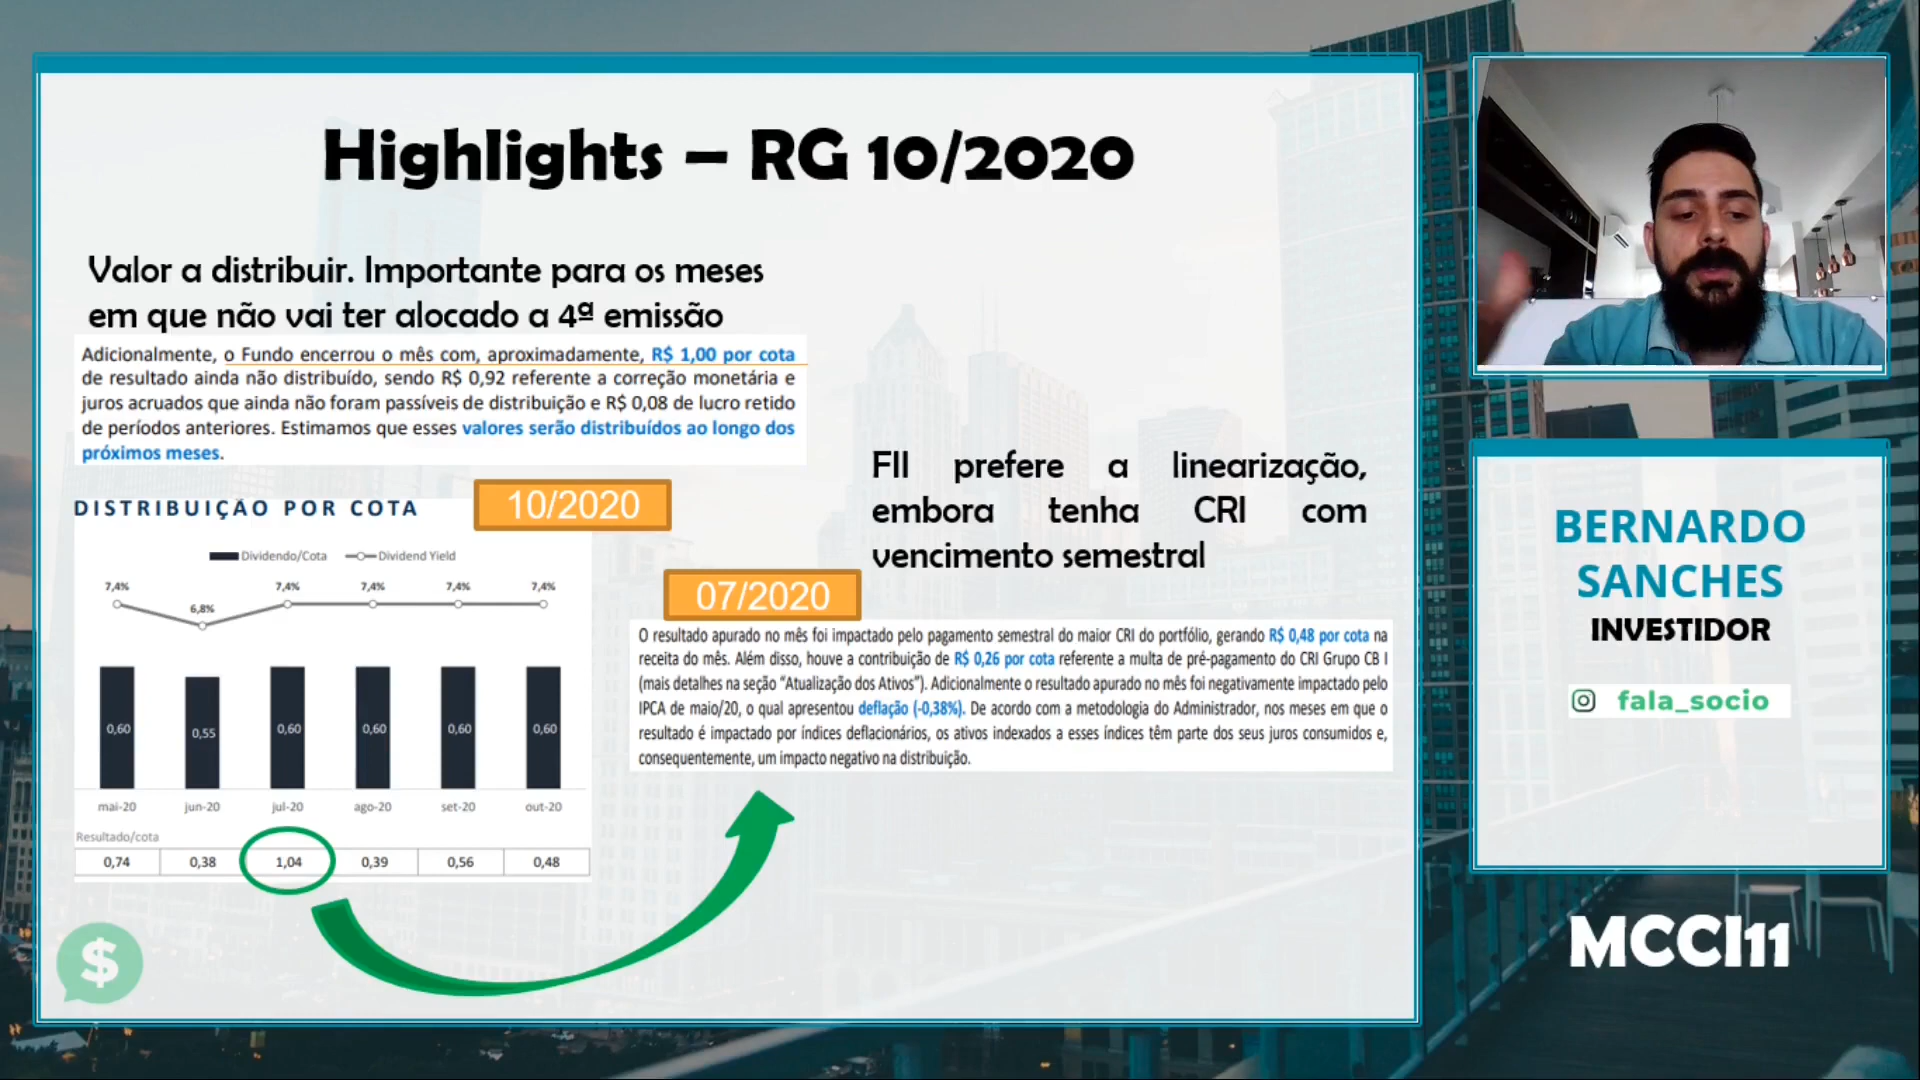 Highlights – RG 10/2020
Valor a distribuir. Importante para os meses
em que não vai ter alocado a 4ª emissão
Adicionalmente, o Fundo encerrou o mês com, aproximadamente, R$ 1,00 por cota
de resultado ainda não distribuído, sendo R$ 0,92 referente a correção monetária e
juros acruados que ainda não foram passíveis de distribuição e R$ 0,08 de lucro retido
de períodos anteriores. Estimamos que esses valores serão distribuídos ao longo dos
próximos meses.
DISTRIBUIÇÃO POR COTA
10/2020
Dividendo/Cota Dividend Yield
7,4% 6,8% 7,4% 7,4% 7,4% 7,4%
0,60 0,55 0,60 0,60 0,60 0,60
mai-20 jun-20 jul-20 ago-20 set-20 out-20
Resultado/cota
0,74 0,38 1,04 0,39 0,56 0,48
FII prefere a linearização,
embora tenha CRI com
vencimento semestral
07/2020
O resultado apurado no mês foi impactado pelo pagamento semestral do maior CRI do portfólio, gerando R$ 0,48 por cota na
receita do mês. Além disso, houve a contribuição de R$ 0,26 por cota referente a multa de pré-pagamento do CRI Grupo CB I
(mais detalhes na seção “Atualização dos Ativos”). Adicionalmente o resultado apurado no mês foi negativamente impactado pelo
IPCA de maio/20, o qual apresentou deflação (-0,38%). De acordo com a metodologia do Administrador, nos meses em que o
resultado é impactado por índices deflacionários, os ativos indexados a esses índices têm parte dos seus juros consumidos e,
consequentemente, um impacto negativo na distribuição.
$
BERNARDO
SANCHES
INVESTIDOR
fala_socio
MCCI11